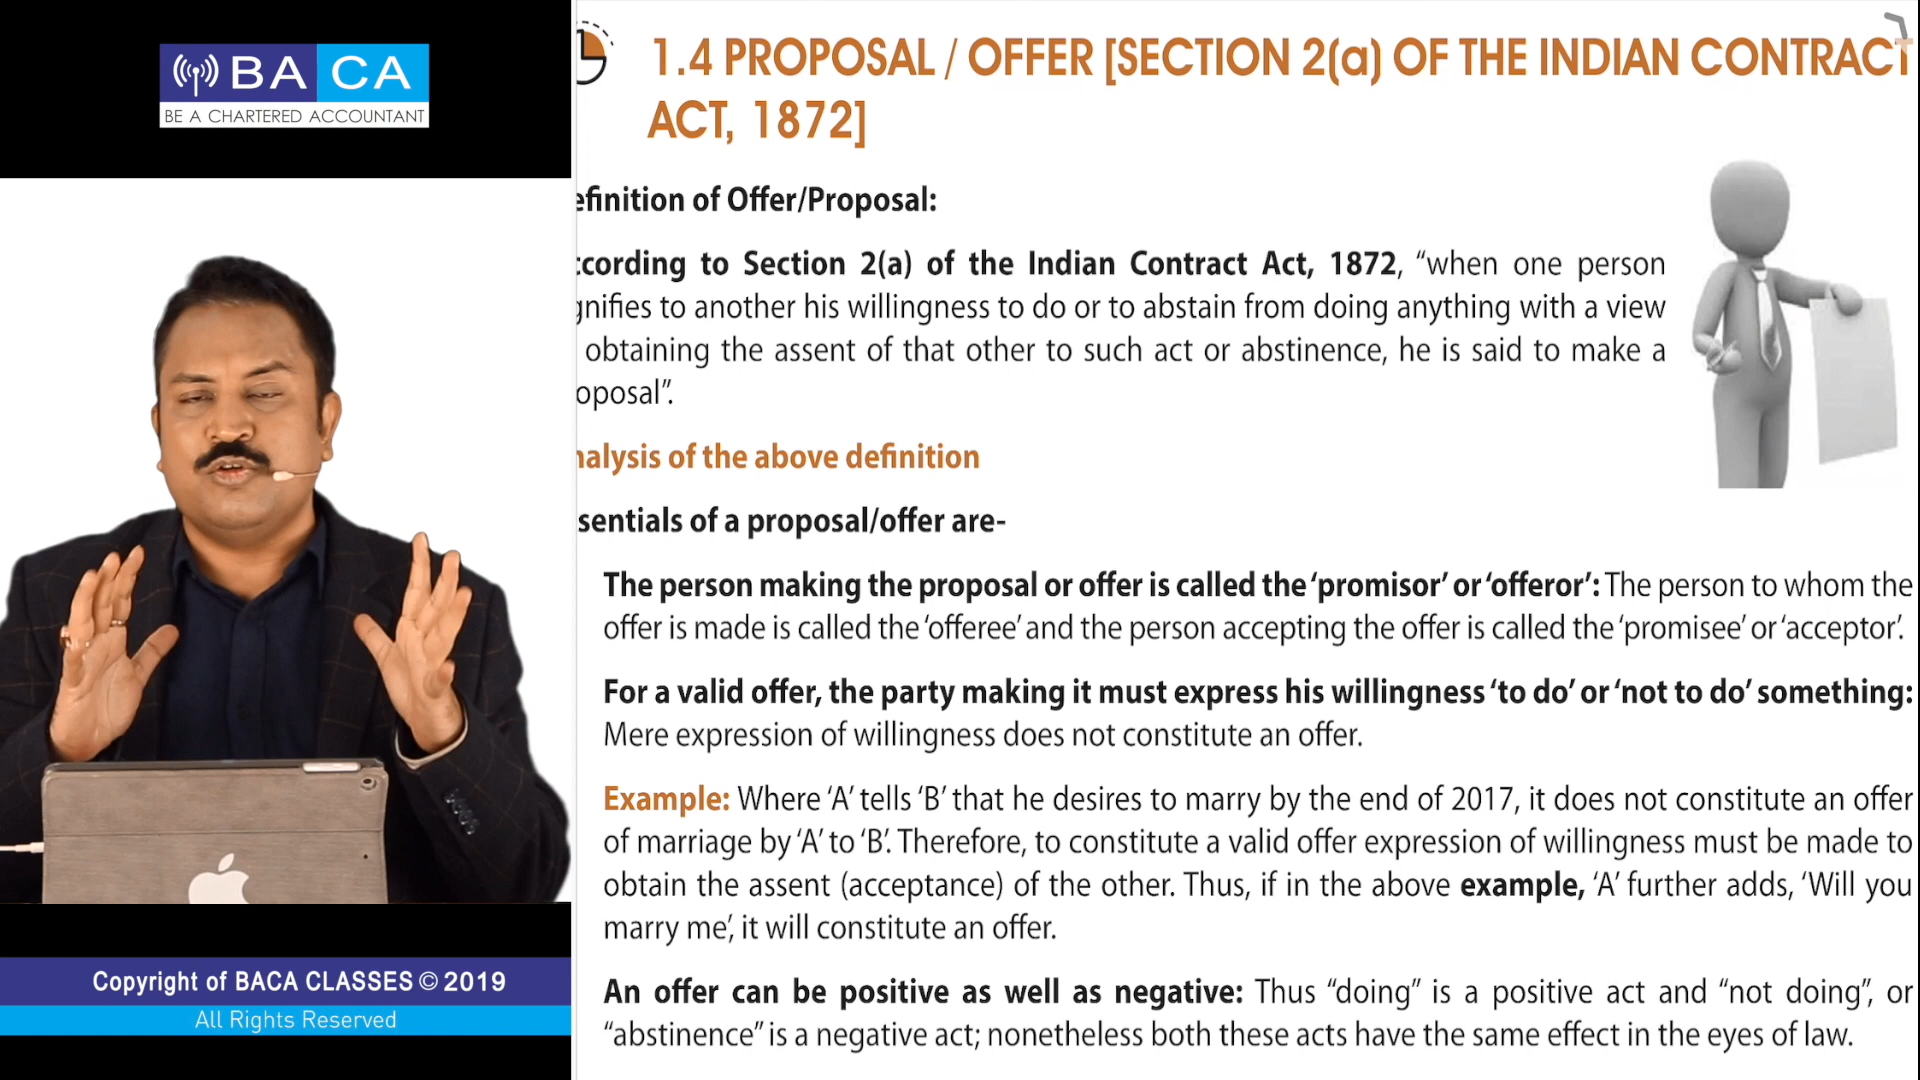 BA CA
BE A CHARTERED ACCOUNTANT
1.4 PROPOSAL / OFFER [SECTION 2(a) OF THE INDIAN CONTRACT
ACT, 1872]
efinition of Offer/Proposal:
cording to Section 2(a) of the Indian Contract Act, 1872, “when one person
gnifies to another his willingness to do or to abstain from doing anything with a view
obtaining the assent of that other to such act or abstinence, he is said to make a
oposal”.
nalysis of the above definition
sentials of a proposal/offer are-
The person making the proposal or offer is called the ‘promisor’ or ‘offeror’: The person to whom the
offer is made is called the ‘offeree’ and the person accepting the offer is called the ‘promisee’ or ‘acceptor’.
For a valid offer, the party making it must express his willingness ‘to do’ or ‘not to do’ something:
Mere expression of willingness does not constitute an offer.
Example: Where ‘A’ tells ‘B’ that he desires to marry by the end of 2017, it does not constitute an offer
of marriage by ‘A’ to ‘B’. Therefore, to constitute a valid offer expression of willingness must be made to
obtain the assent (acceptance) of the other. Thus, if in the above example, ‘A’ further adds, ‘Will you
marry me’, it will constitute an offer.
An offer can be positive as well as negative: Thus “doing” is a positive act and “not doing”, or
“abstinence” is a negative act; nonetheless both these acts have the same effect in the eyes of law.
Copyright of BACA CLASSES © 2019
All Rights Reserved